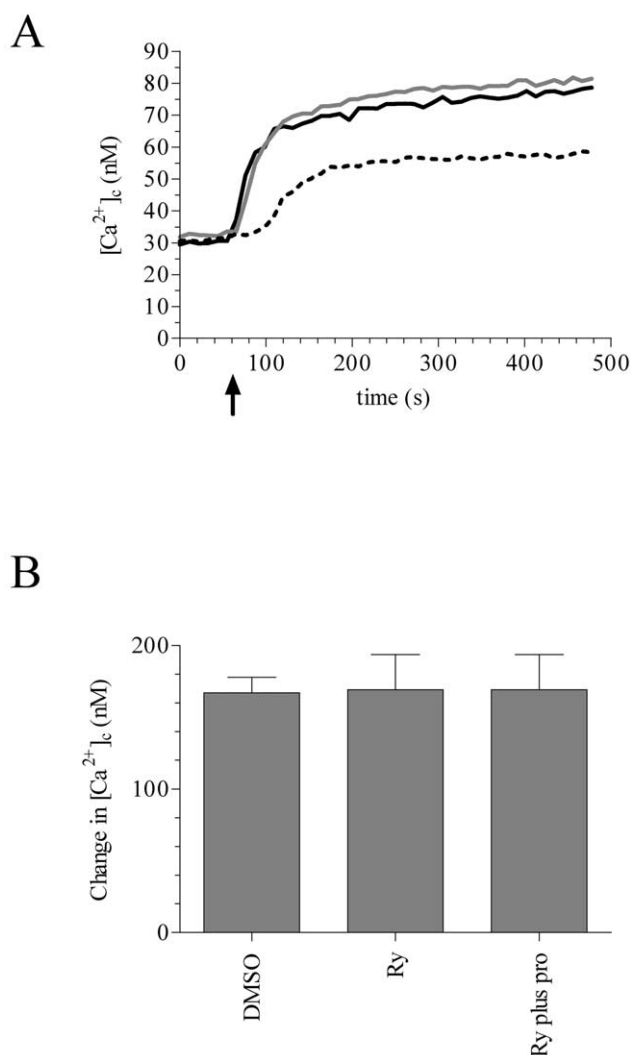 A
[Ca²⁺]c (nM)
90
80
70
60
50
40
30
20
10
0
0 100 200 300 400 500
time (s)
B
Change in [Ca²⁺]c (nM)
200
100
0
DMSO
Ry
Ry plus pro